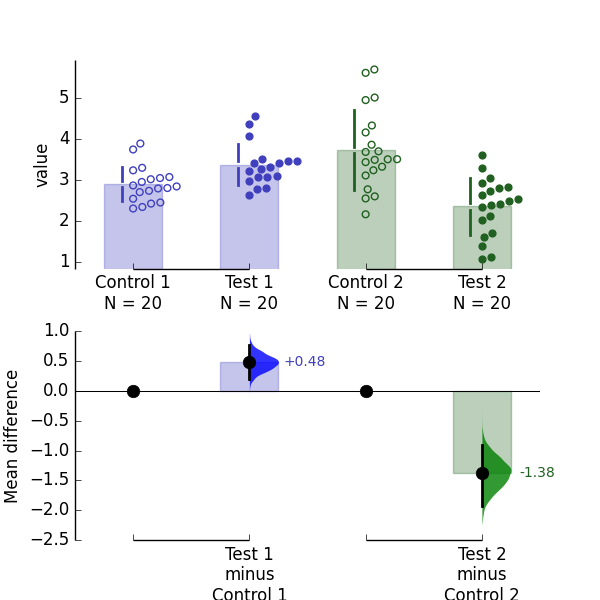 value
5
4
3
2
1
Control 1
N = 20
Test 1
N = 20
Control 2
N = 20
Test 2
N = 20
Mean difference
1.0
0.5
0.0
−0.5
−1.0
−1.5
−2.0
−2.5
+0.48
-1.38
Test 1
minus
Control 1
Test 2
minus
Control 2